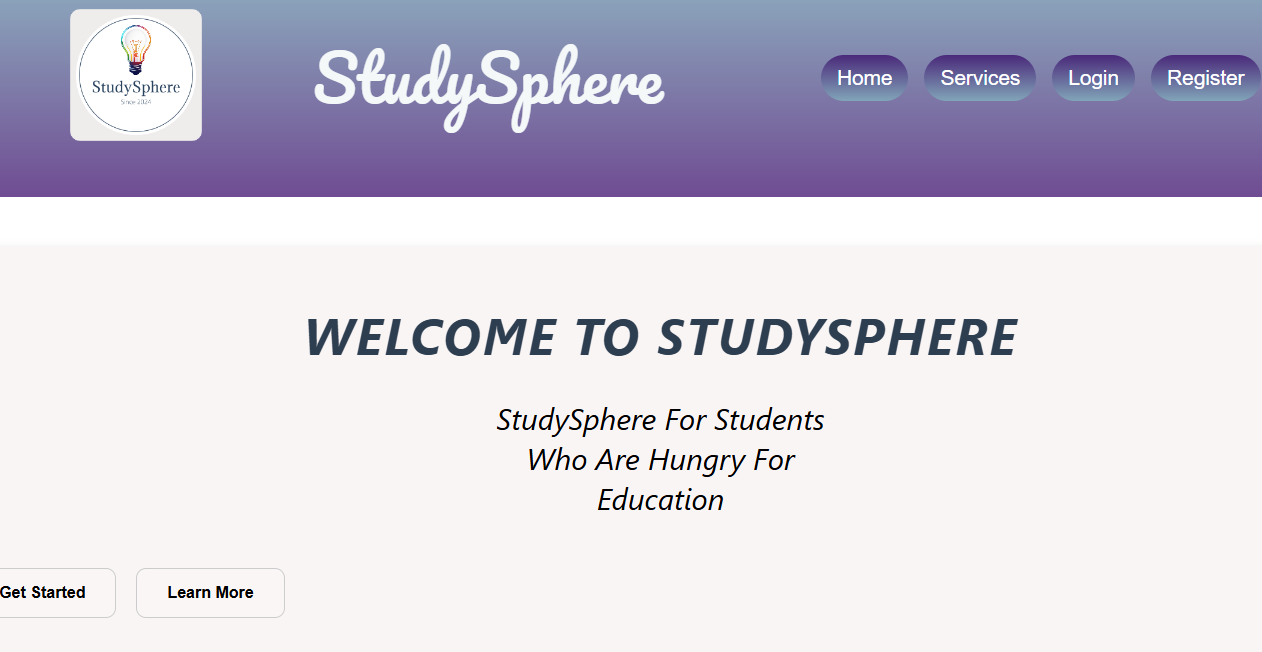 StudySphere
Since 2024
StudySphere
Home
Services
Login
Register
WELCOME TO STUDYSPHERE
StudySphere For Students
Who Are Hungry For
Education
Get Started
Learn More